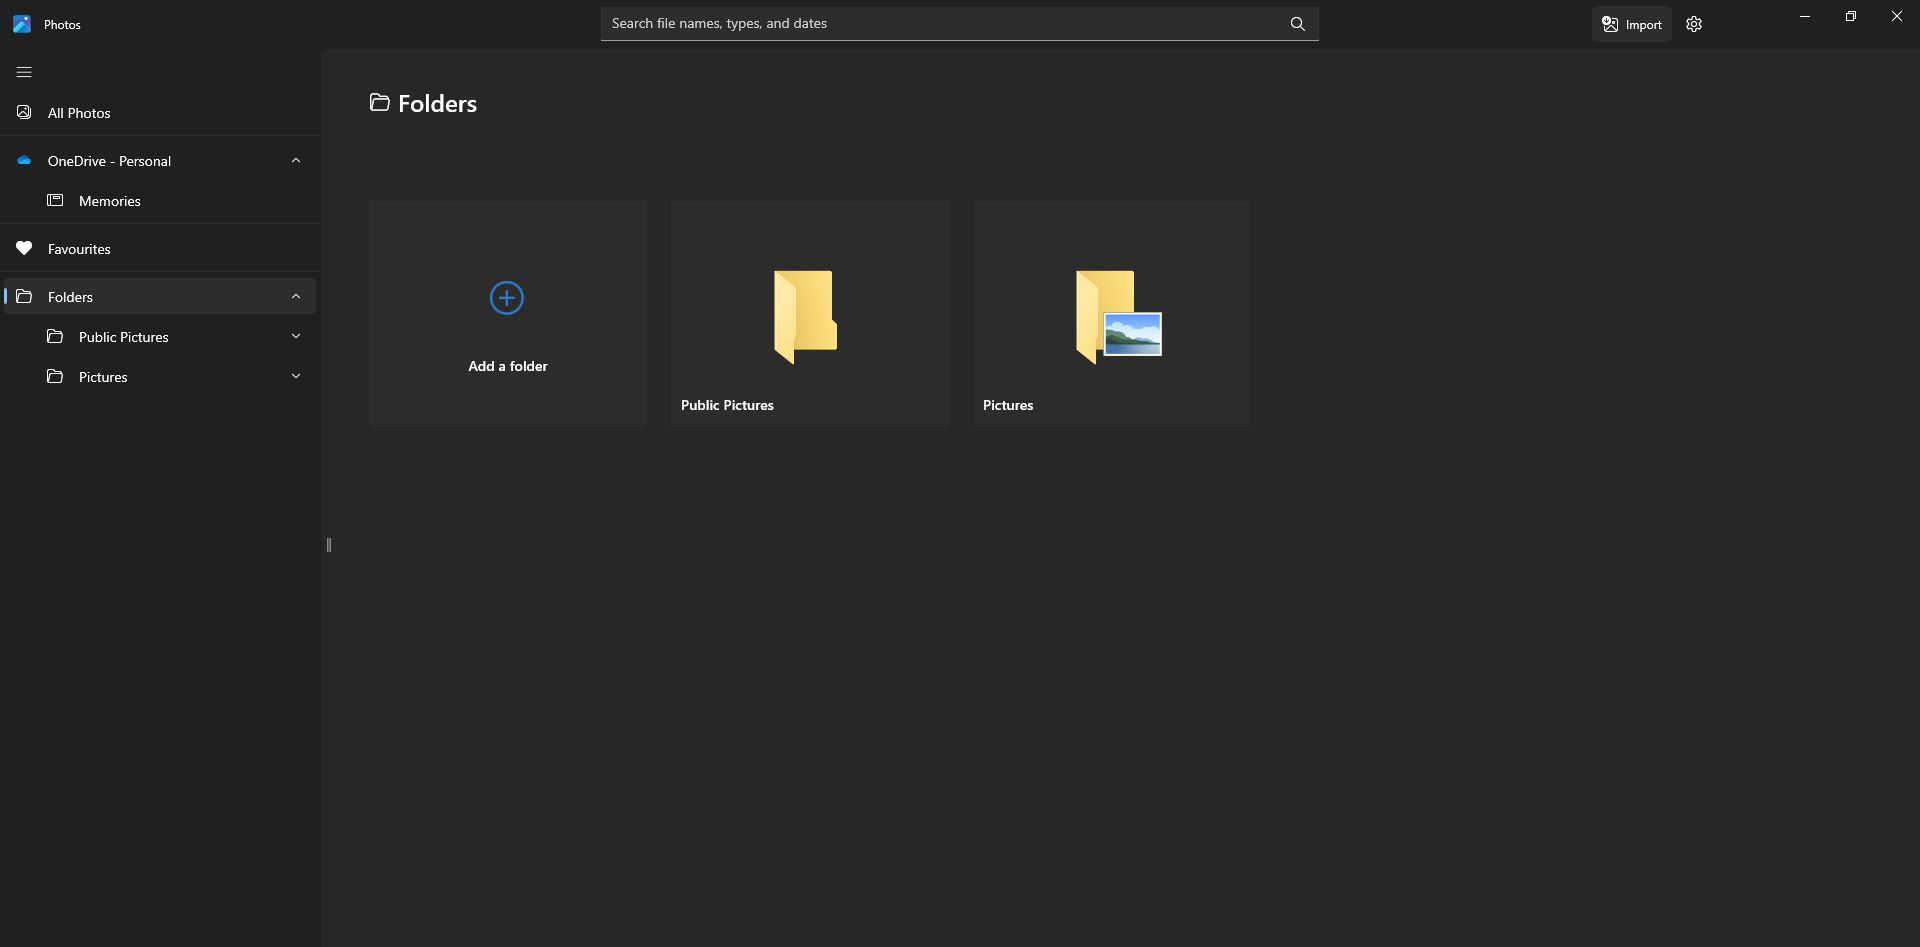 Photos
Search file names, types, and dates
Import
All Photos
OneDrive - Personal
Memories
Favourites
Folders
Public Pictures
Pictures
Folders
Add a folder
Public Pictures
Pictures